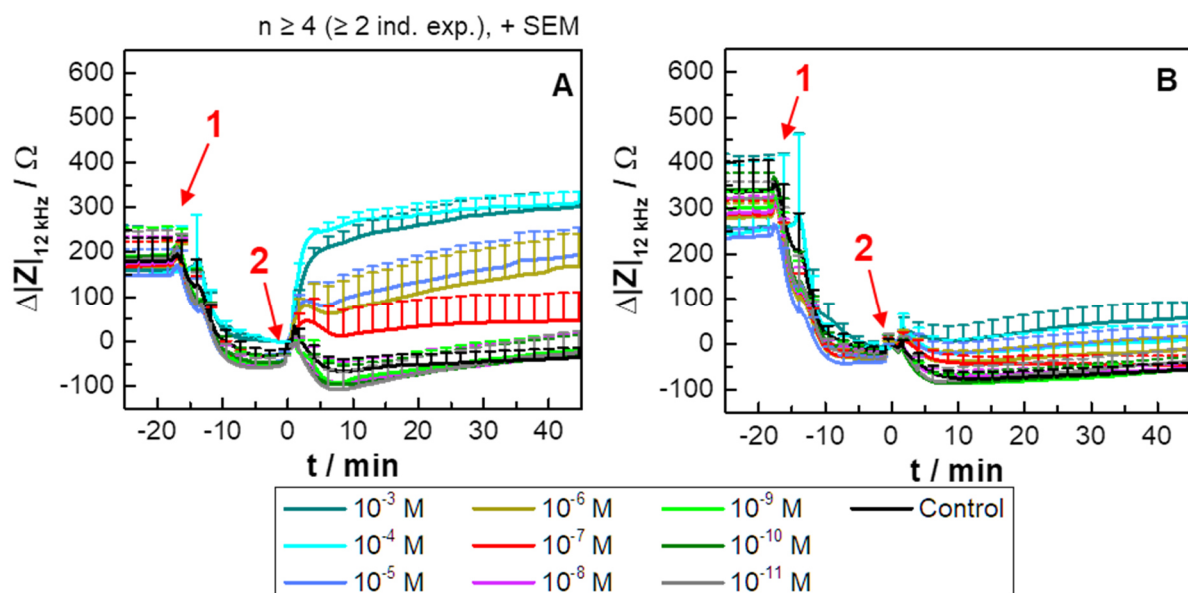 n ≥ 4 (≥ 2 ind. exp.), + SEM
A
B
1
1
2
2
Δ|Z|12 kHz / Ω
Δ|Z|12 kHz / Ω
600
500
400
300
200
100
0
-100
600
500
400
300
200
100
0
-100
-20 -10 0 10 20 30 40
-20 -10 0 10 20 30 40
t / min
t / min
10-3 M 10-6 M 10-9 M Control
10-4 M 10-7 M 10-10 M
10-5 M 10-8 M 10-11 M